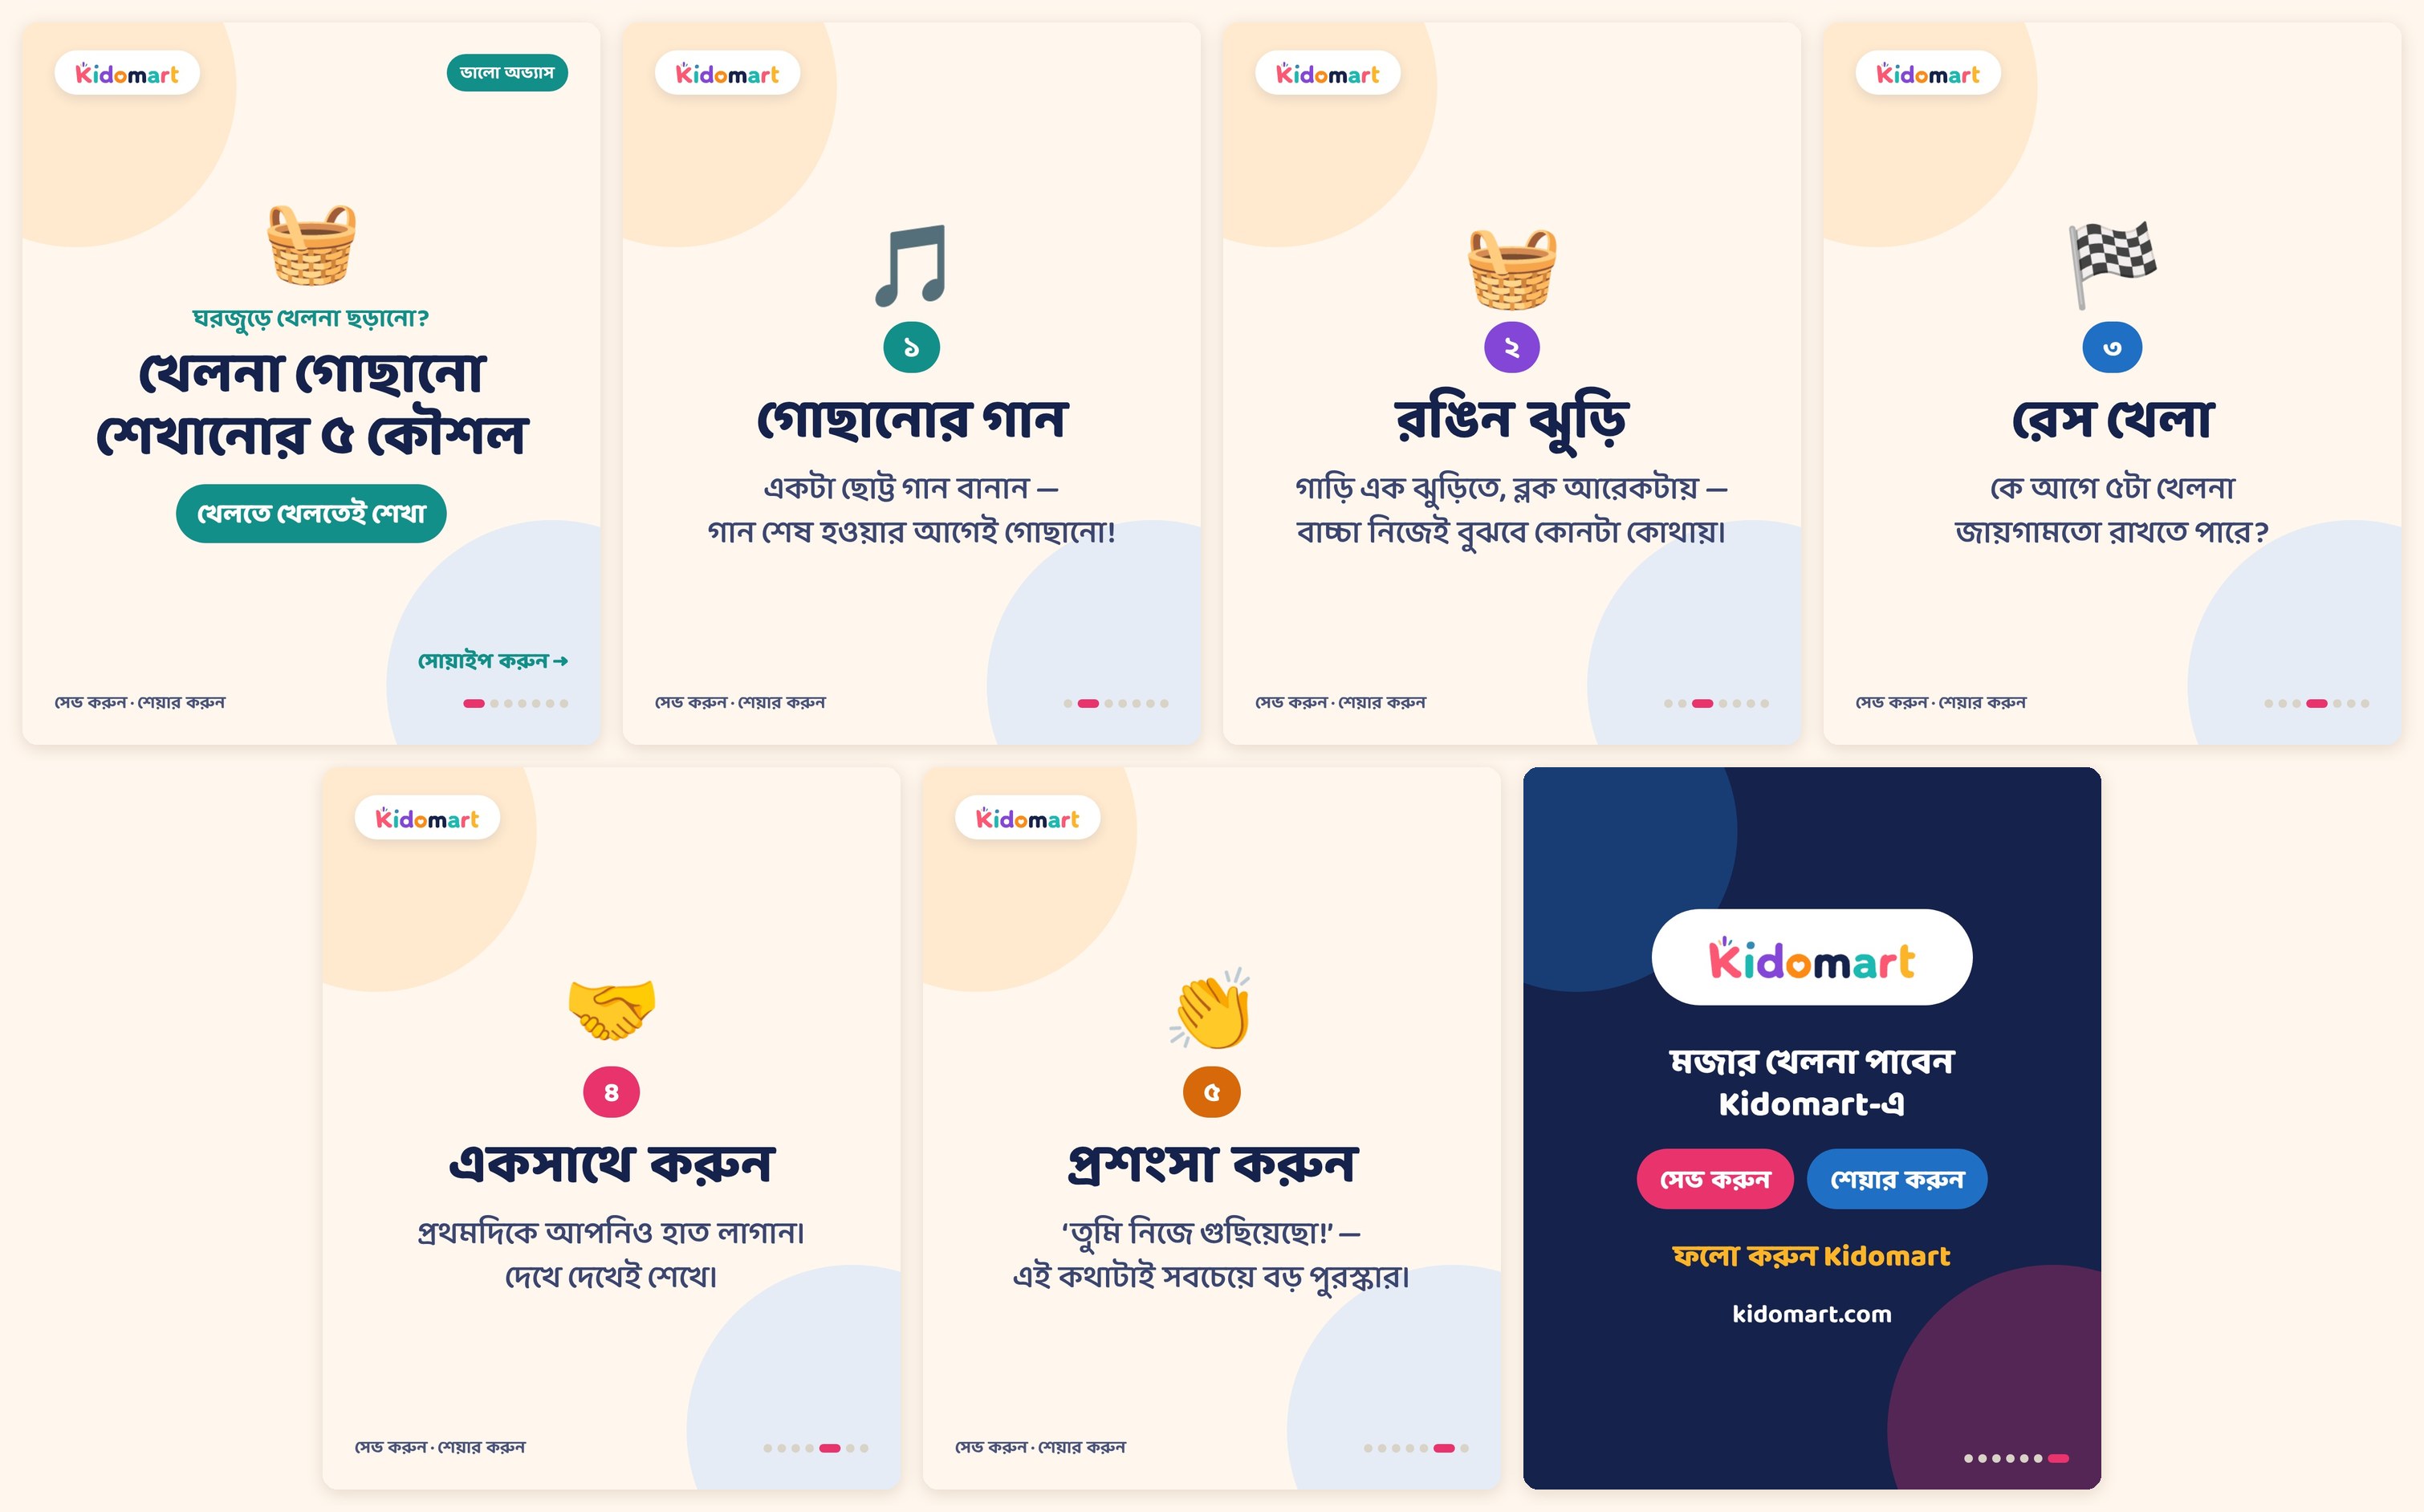 Kidomart
ভালো অভ্যাস
ঘরজুড়ে খেলনা ছড়ানো?
খেলনা গোছানো
শেখানোর ৫ কৌশল
খেলতে খেলতেই শেখা
সোয়াইপ করুন →
সেভ করুন · শেয়ার করুন
Kidomart
১
গোছানোর গান
একটা ছোট্ট গান বানান —
গান শেষ হওয়ার আগেই গোছানো!
সেভ করুন · শেয়ার করুন
Kidomart
২
রঙিন ঝুড়ি
গাড়ি এক ঝুড়িতে, ব্লক আরেকটায় —
বাচ্চা নিজেই বুঝবে কোনটা কোথায়।
সেভ করুন · শেয়ার করুন
Kidomart
৩
রেস খেলা
কে আগে ৫টা খেলনা
জায়গামতো রাখতে পারে?
সেভ করুন · শেয়ার করুন
Kidomart
৪
একসাথে করুন
প্রথমদিকে আপনিও হাত লাগান।
দেখে দেখেই শেখে।
সেভ করুন · শেয়ার করুন
Kidomart
৫
প্রশংসা করুন
‘তুমি নিজে গুছিয়েছো!’ —
এই কথাটাই সবচেয়ে বড় পুরস্কার।
সেভ করুন · শেয়ার করুন
Kidomart
মজার খেলনা পাবেন
Kidomart-এ
সেভ করুন
শেয়ার করুন
ফলো করুন Kidomart
kidomart.com